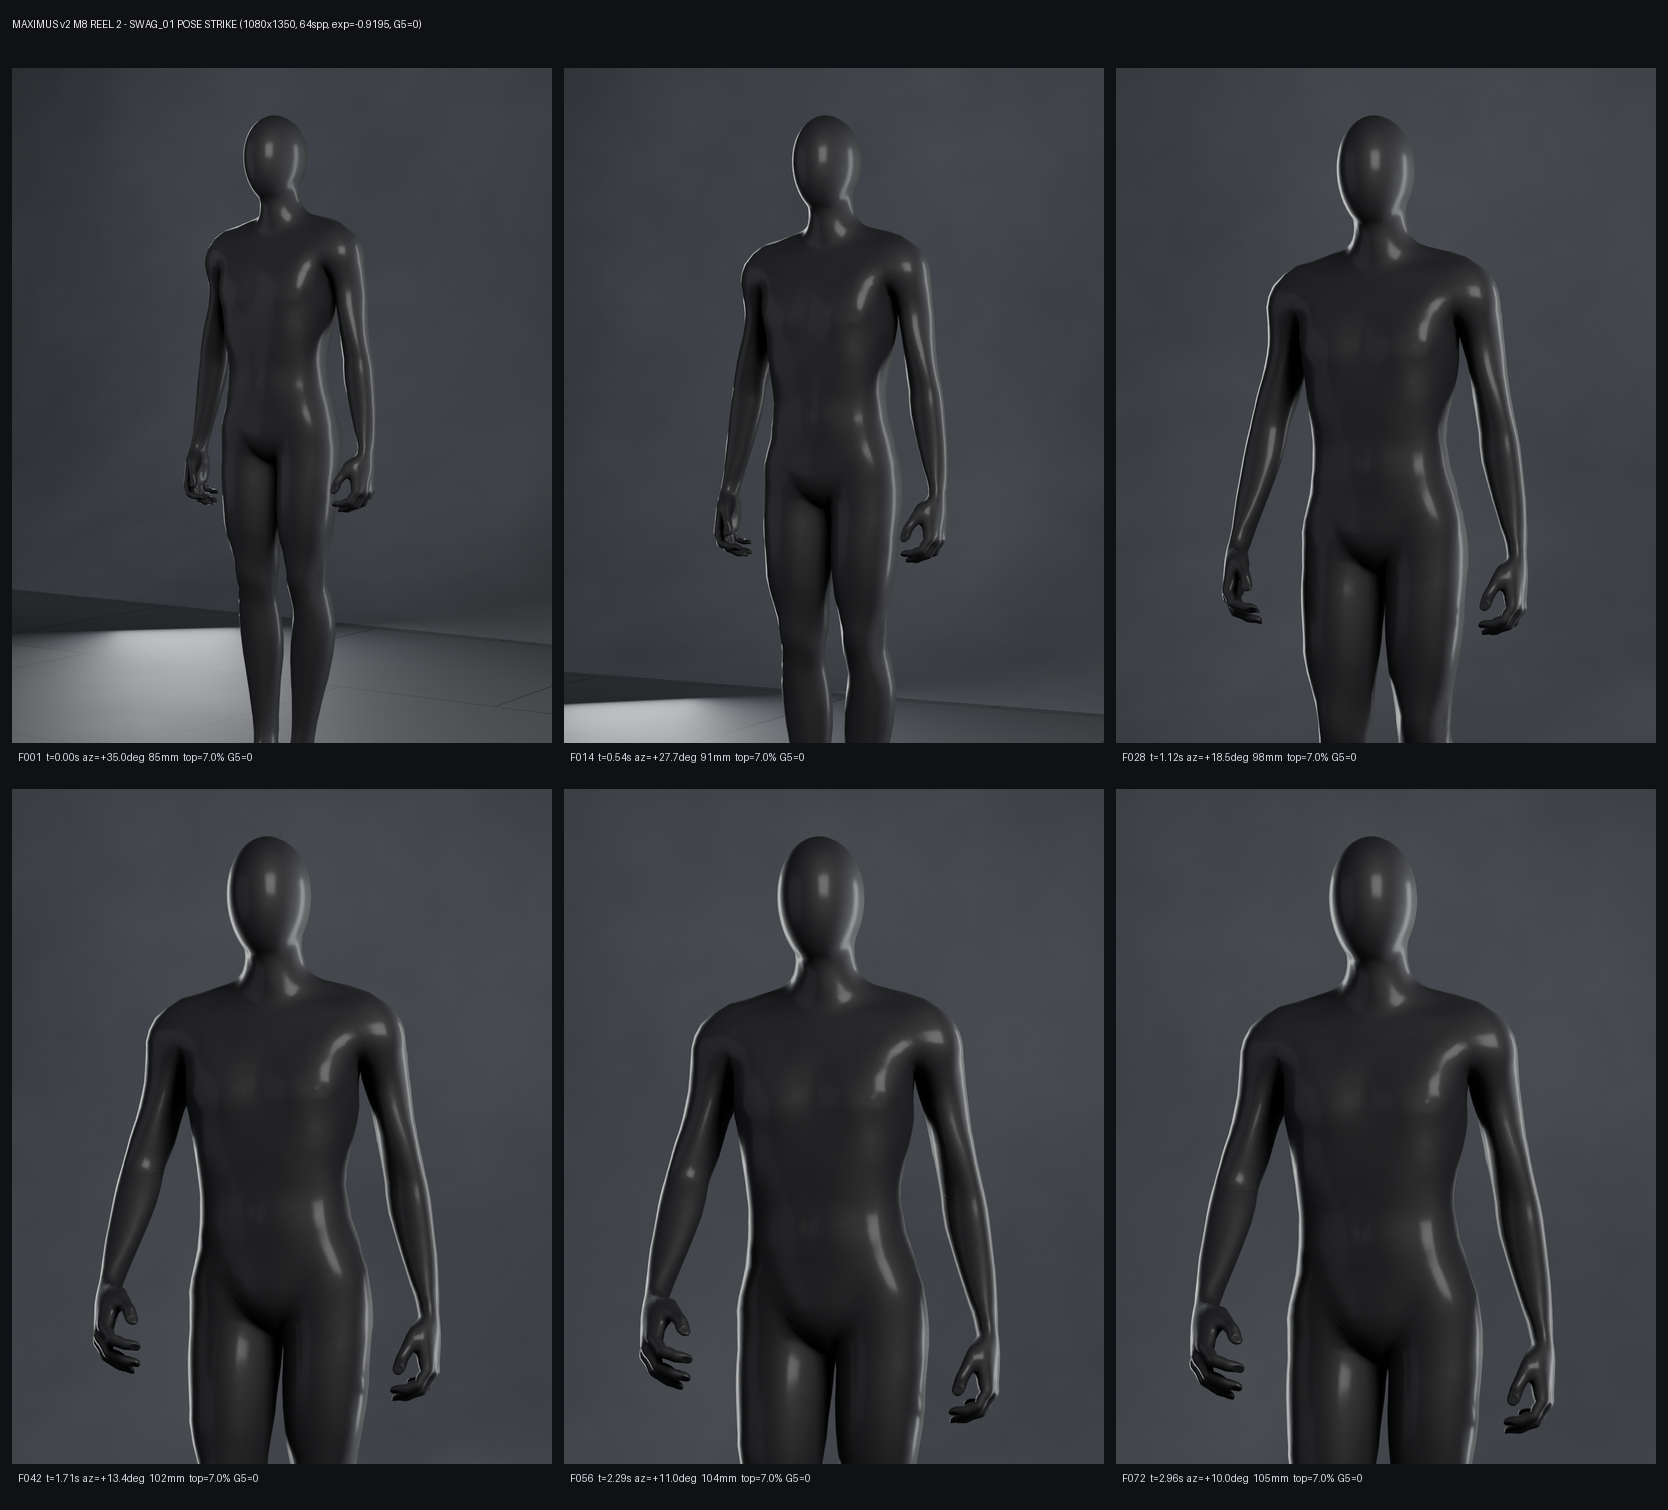 MAXIMUS v2 M8 REEL 2 - SWAG_01 POSE STRIKE (1080x1350, 64spp, exp=-0.9195, G5=0)
F001 t=0.00s az=+35.0deg 85mm top=7.0% G5=0
F014 t=0.54s az=+27.7deg 91mm top=7.0% G5=0
F028 t=1.12s az=+18.5deg 98mm top=7.0% G5=0
F042 t=1.71s az=+13.4deg 102mm top=7.0% G5=0
F056 t=2.29s az=+11.0deg 104mm top=7.0% G5=0
F072 t=2.96s az=+10.0deg 105mm top=7.0% G5=0